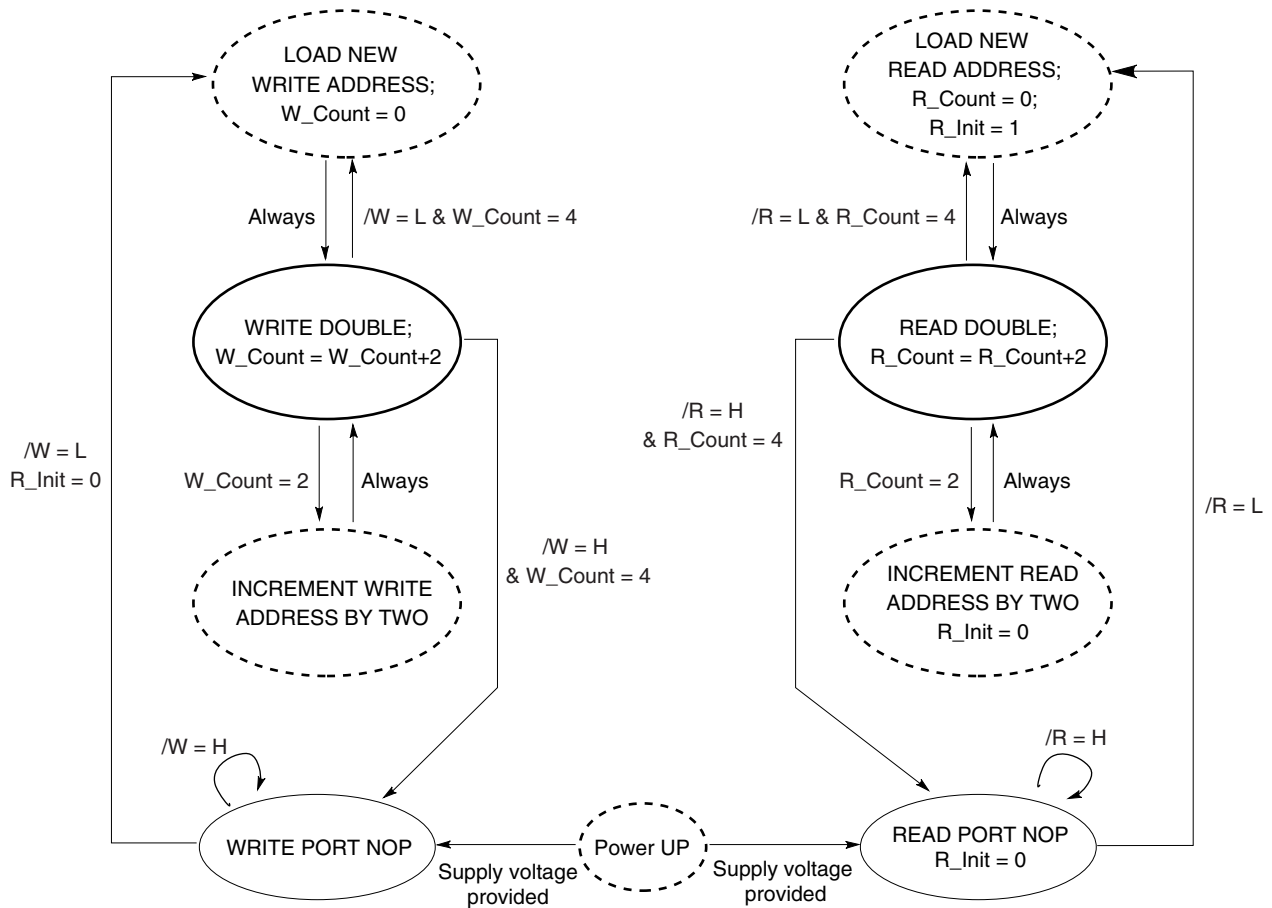 LOAD NEW
WRITE ADDRESS;
W_Count = 0
LOAD NEW
READ ADDRESS;
R_Count = 0;
R_Init = 1
Always
/W = L & W_Count = 4
/R = L & R_Count = 4
Always
WRITE DOUBLE;
W_Count = W_Count+2
READ DOUBLE;
R_Count = R_Count+2
/W = L
R_Init = 0
W_Count = 2
Always
/R = H
& R_Count = 4
R_Count = 2
Always
/R = L
/W = H
& W_Count = 4
INCREMENT WRITE
ADDRESS BY TWO
INCREMENT READ
ADDRESS BY TWO
R_Init = 0
/W = H
/R = H
WRITE PORT NOP
Power UP
READ PORT NOP
R_Init = 0
Supply voltage
provided
Supply voltage
provided